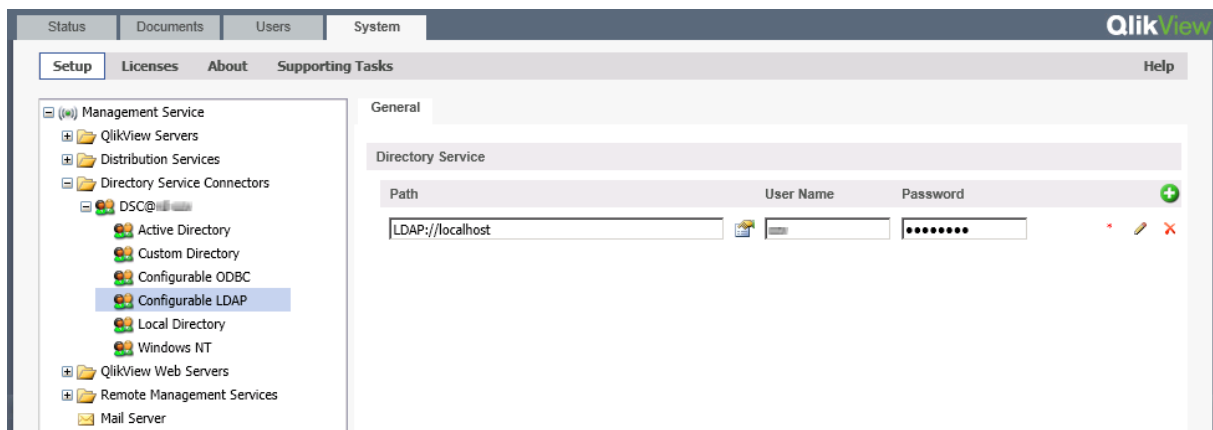 Status Documents Users System QlikView
Setup Licenses About Supporting Tasks Help
Management Service
QlikView Servers
Distribution Services
Directory Service Connectors
DSC@
Active Directory
Custom Directory
Configurable ODBC
Configurable LDAP
Local Directory
Windows NT
QlikView Web Servers
Remote Management Services
Mail Server
General
Directory Service
Path User Name Password
LDAP://localhost ••••••••